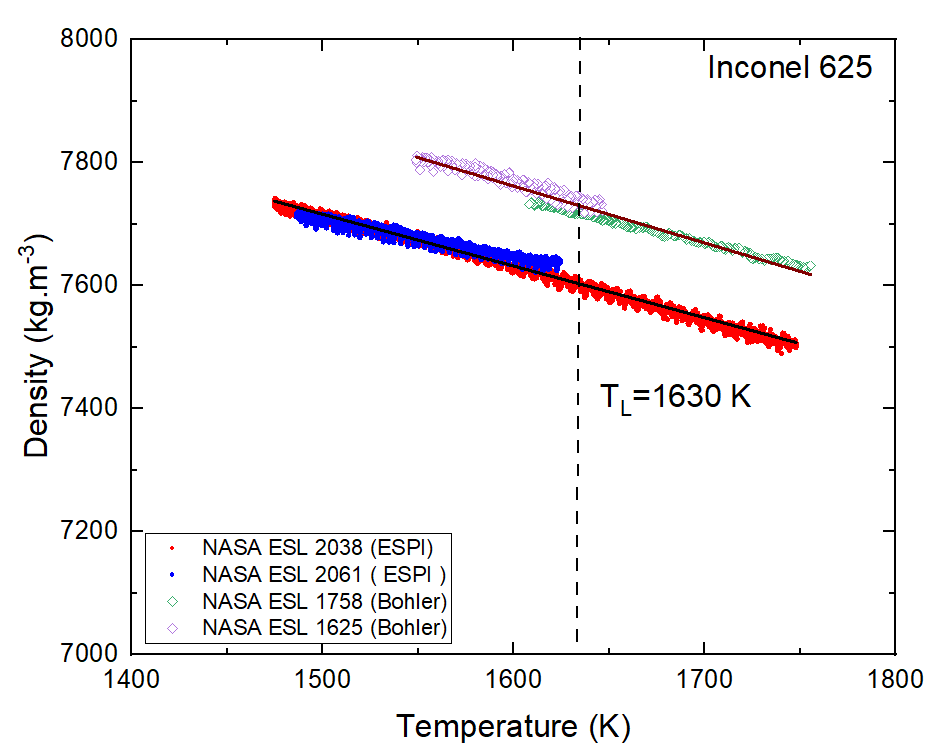 Inconel 625
8000
7800
7600
7400
7200
7000
Density (kg.m-3)
TL=1630 K
NASA ESL 2038 (ESPI)
NASA ESL 2061 ( ESPI )
NASA ESL 1758 (Bohler)
NASA ESL 1625 (Bohler)
1400 1500 1600 1700 1800
Temperature (K)